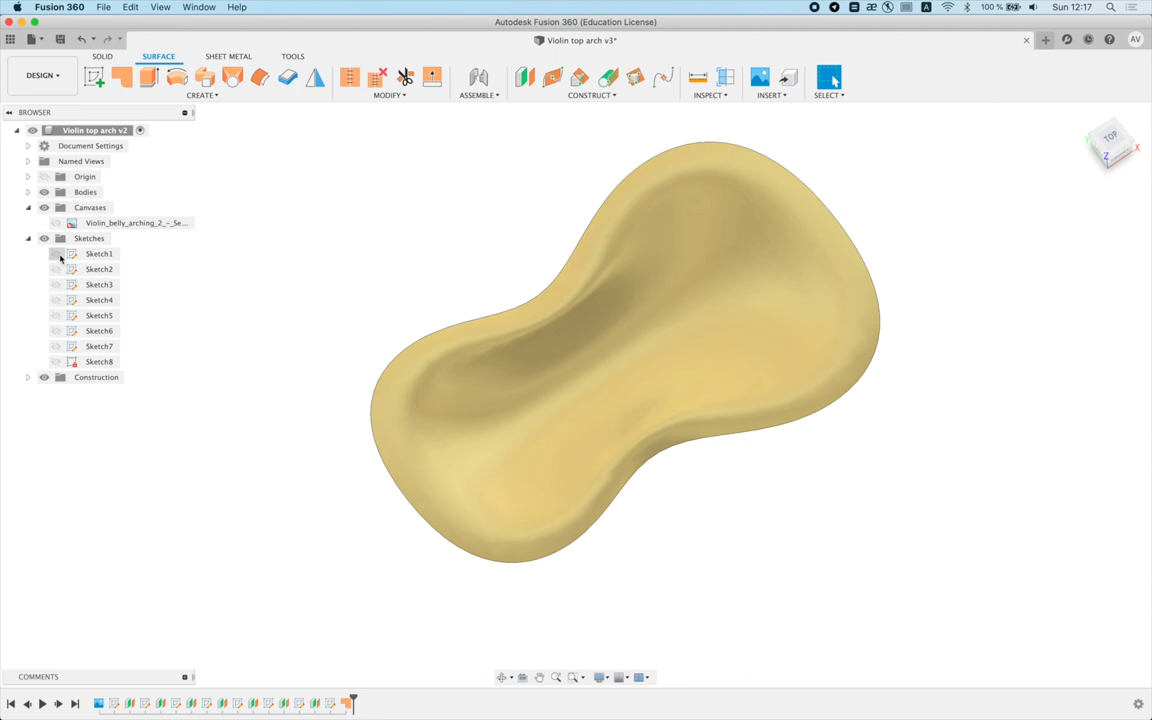 Fusion 360 File Edit View Window Help æ A 100 % Sun 12:17
Autodesk Fusion 360 (Education License)
Violin top arch v3* AV
SOLID SURFACE SHEET METAL TOOLS
DESIGN
CREATE MODIFY ASSEMBLE CONSTRUCT INSPECT INSERT SELECT
BROWSER
Violin top arch v2
Document Settings
Named Views
Origin
Bodies
Canvases
Violin_belly_arching_2_-_Se...
Sketches
Sketch1
Sketch2
Sketch3
Sketch4
Sketch5
Sketch6
Sketch7
Sketch8
Construction
TOP
Y
X
Z
COMMENTS